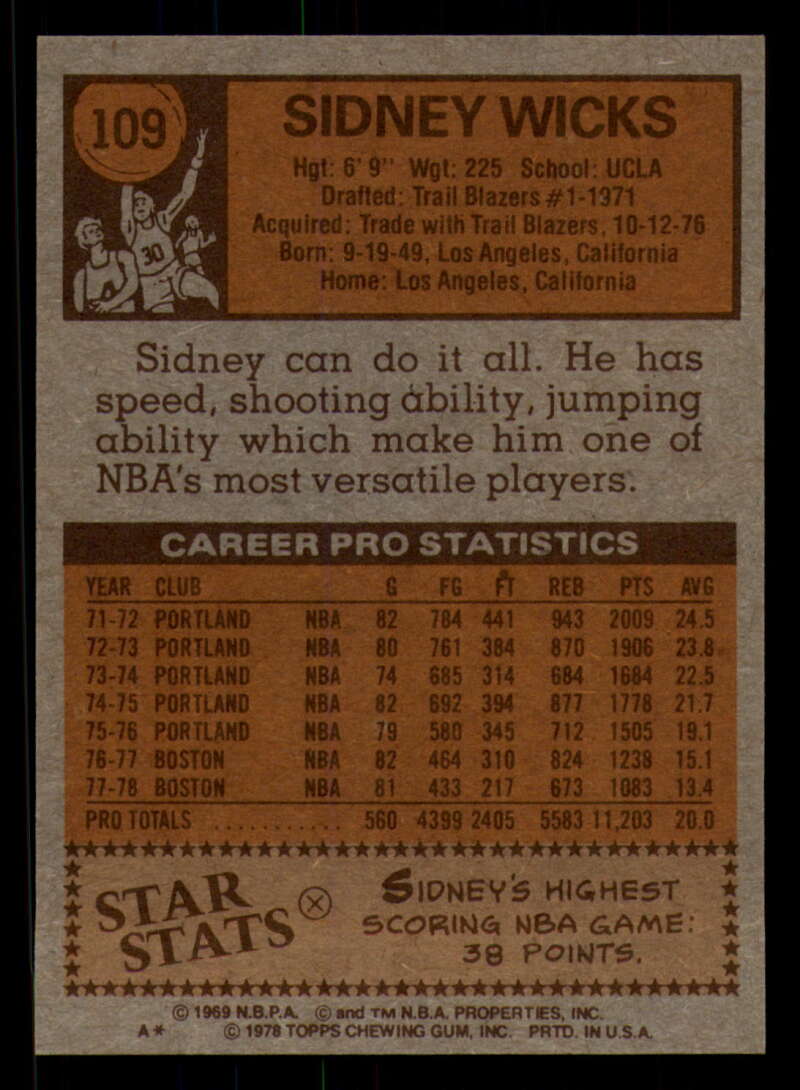 109
SIDNEY WICKS
Hgt: 6' 9" Wgt: 225 School: UCLA
Drafted: Trail Blazers #1-1971
Acquired: Trade with Trail Blazers, 10-12-76
Born: 9-19-49, Los Angeles, California
Home: Los Angeles, California
30
Sidney can do it all. He has
speed, shooting ability, jumping
ability which make him one of
NBA's most versatile players.
CAREER PRO STATISTICS
YEAR CLUB G FG FT REB PTS AVG
71-72 PORTLAND NBA 82 784 441 943 2009 24.5
72-73 PORTLAND NBA 80 761 384 870 1906 23.8
73-74 PORTLAND NBA 74 685 314 684 1684 22.5
74-75 PORTLAND NBA 82 692 394 877 1778 21.7
75-76 PORTLAND NBA 79 580 345 712 1505 19.1
76-77 BOSTON NBA 82 464 310 824 1238 15.1
77-78 BOSTON NBA 81 433 217 673 1083 13.4
PRO TOTALS ........... 560 4399 2405 5583 11,203 20.0
STAR
STATS
SIDNEY'S HIGHEST
SCORING NBA GAME:
38 POINTS.
© 1969 N.B.P.A. © and TM N.B.A. PROPERTIES, INC.
A* © 1978 TOPPS CHEWING GUM, INC. PRTD. IN U.S.A.